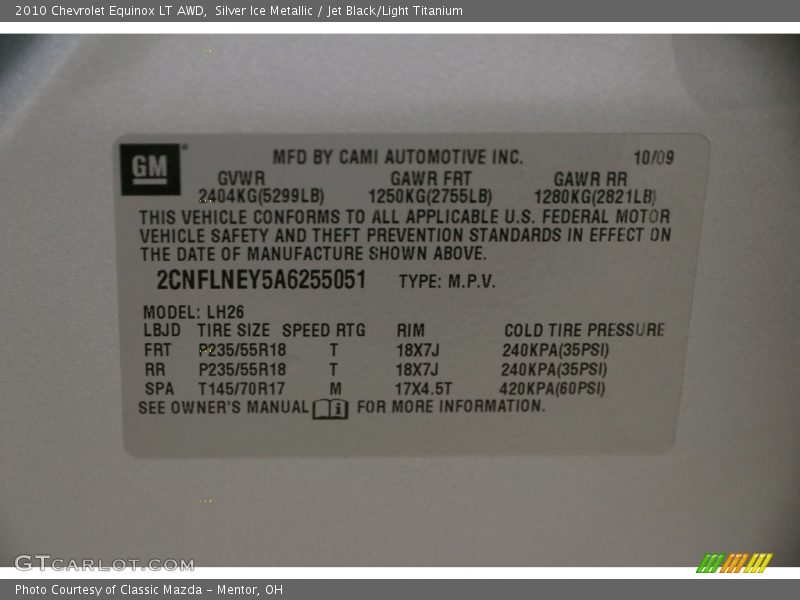 2010 Chevrolet Equinox LT AWD,  Silver Ice Metallic / Jet Black/Light Titanium
GM MFD BY CAMI AUTOMOTIVE INC. 10/09
GVWR GAWR FRT GAWR RR
2404KG(5299LB) 1250KG(2755LB) 1280KG(2821LB)
THIS VEHICLE CONFORMS TO ALL APPLICABLE U.S. FEDERAL MOTOR
VEHICLE SAFETY AND THEFT PREVENTION STANDARDS IN EFFECT ON
THE DATE OF MANUFACTURE SHOWN ABOVE.
2CNFLNEY5A6255051 TYPE: M.P.V.
MODEL: LH26
LBJD TIRE SIZE SPEED RTG RIM COLD TIRE PRESSURE
FRT P235/55R18 T 18X7J 240KPA(35PSI)
RR P235/55R18 T 18X7J 240KPA(35PSI)
SPA T145/70R17 M 17X4.5T 420KPA(60PSI)
SEE OWNER'S MANUAL i FOR MORE INFORMATION.
GTCARLOT.COM
Photo Courtesy of Classic Mazda - Mentor, OH